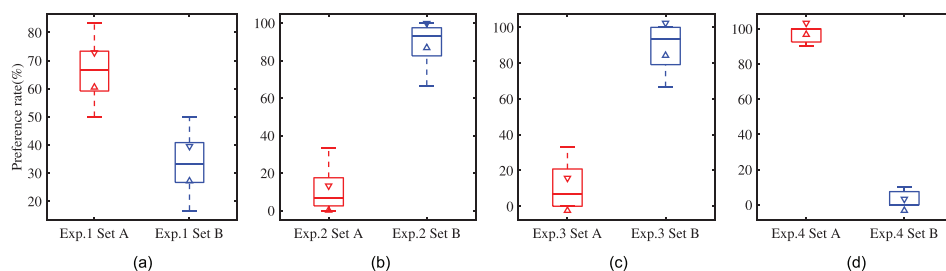 Preference rate(%)
80
70
60
50
40
30
20
Exp.1 Set A Exp.1 Set B
(a)
100
80
60
40
20
0
Exp.2 Set A Exp.2 Set B
(b)
100
80
60
40
20
0
Exp.3 Set A Exp.3 Set B
(c)
100
80
60
40
20
0
Exp.4 Set A Exp.4 Set B
(d)